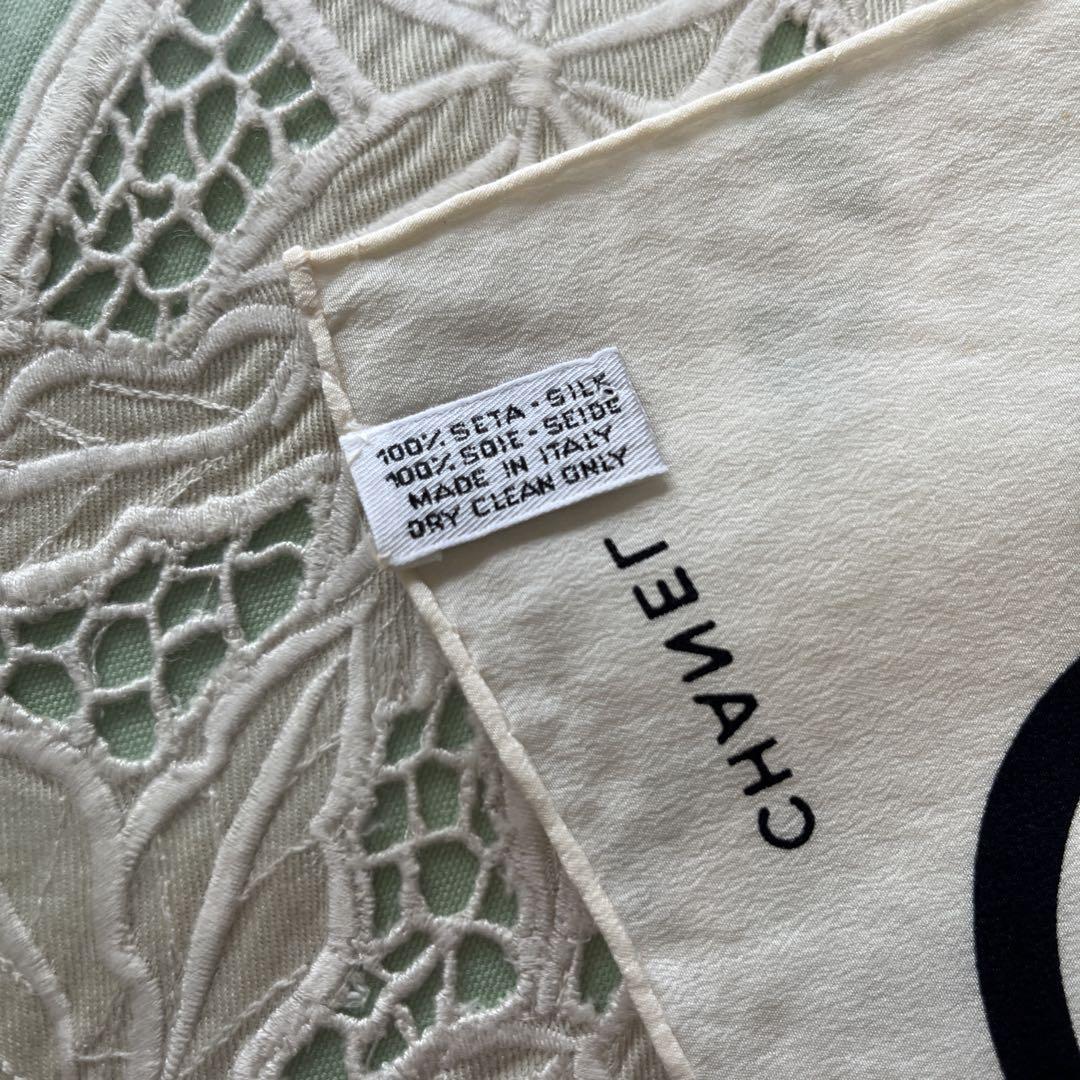 100% SETA - SILK
100% SOIE - SEIDE
MADE IN ITALY
DRY CLEAN ONLY
CHANEL